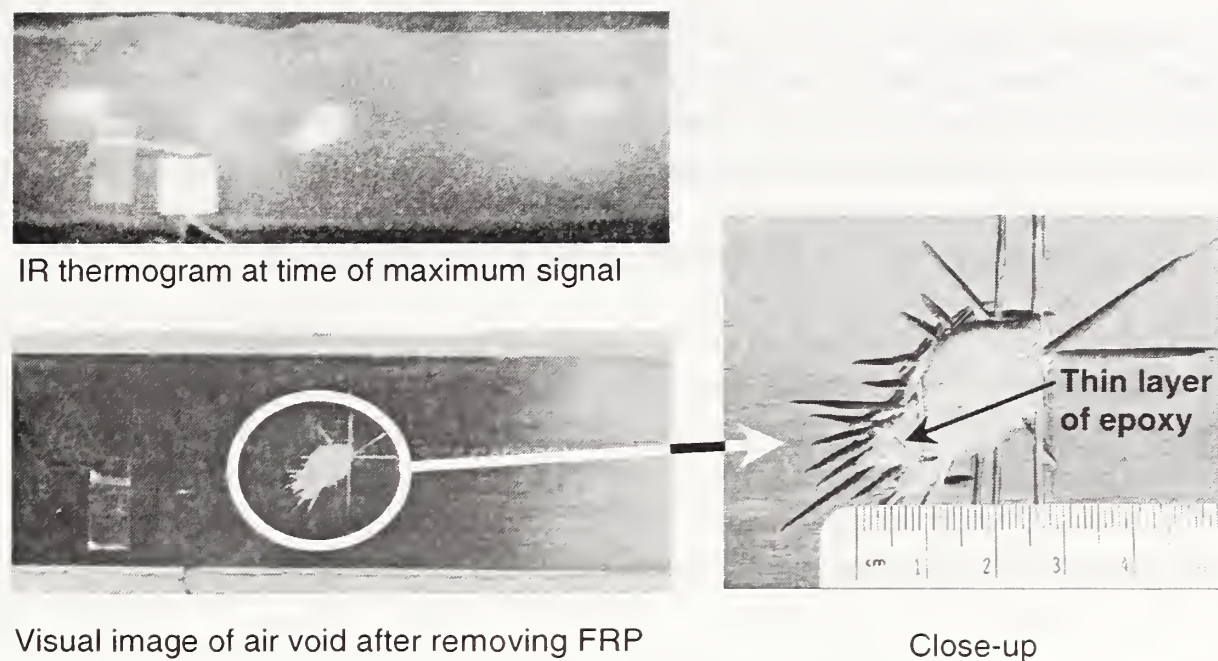 IR thermogram at time of maximum signal
Thin layer
of epoxy
cm 1 2 3 4
Visual image of air void after removing FRP
Close-up